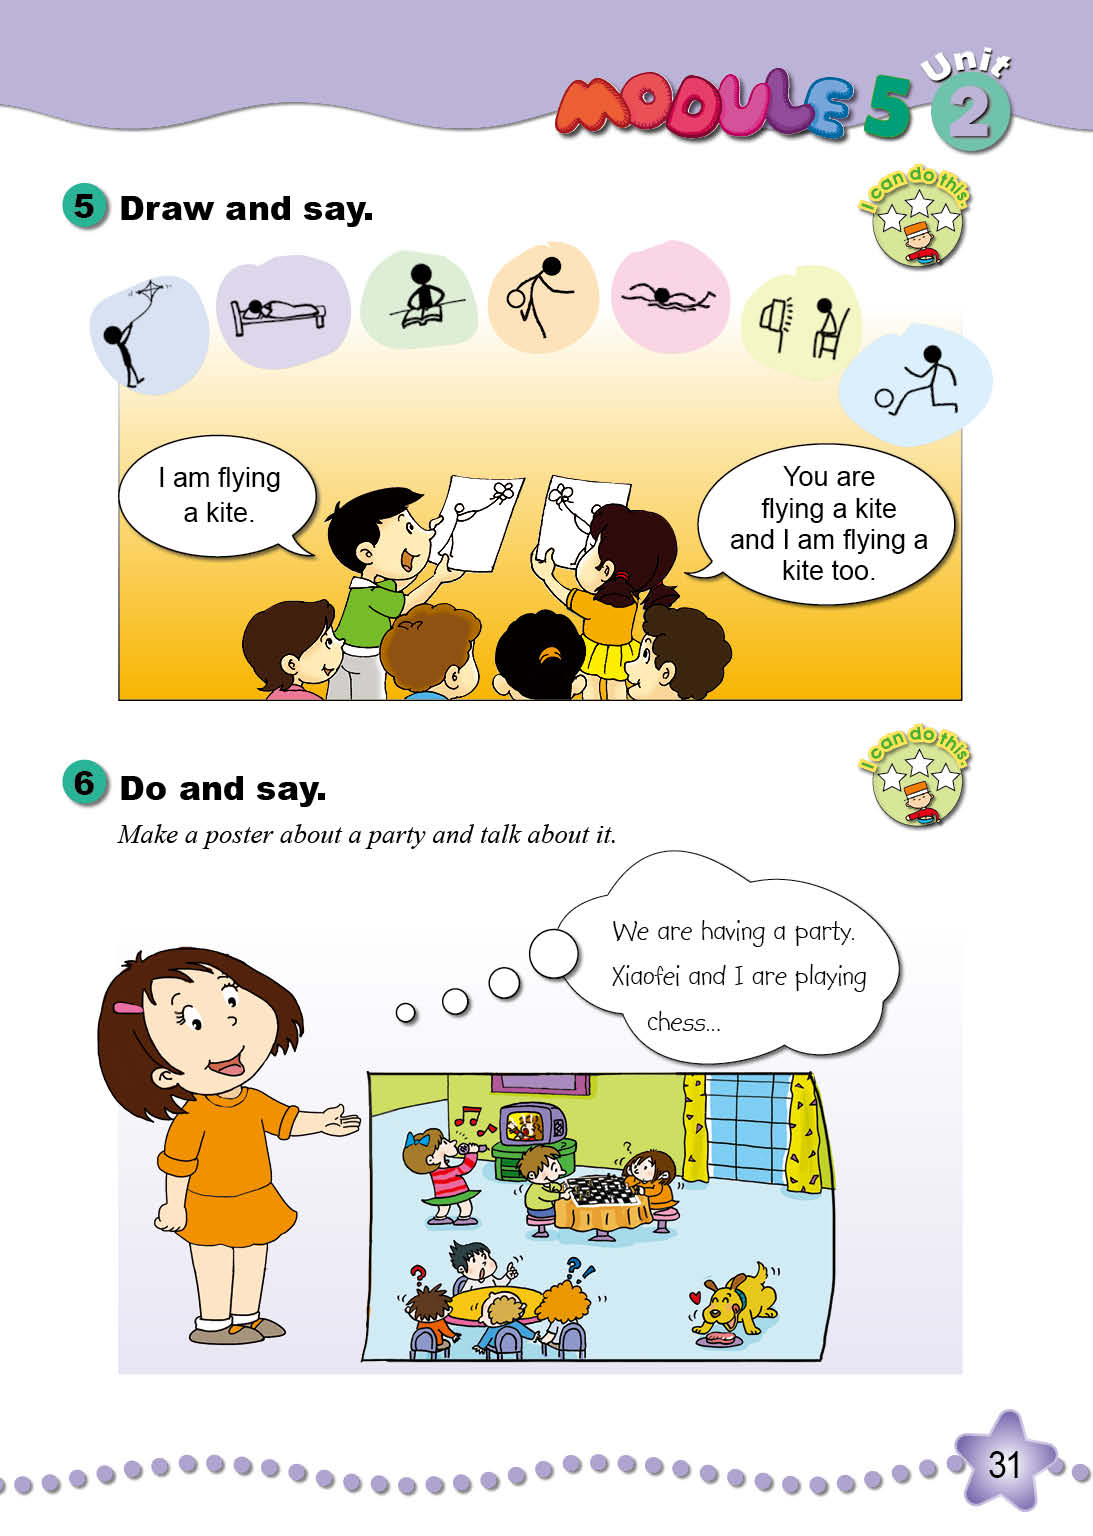 MODULE 5 Unit 2
5 Draw and say.
I can do this.
I am flying
a kite.
You are
flying a kite
and I am flying a
kite too.
6 Do and say.
I can do this.
Make a poster about a party and talk about it.
We are having a party.
Xiaofei and I are playing
chess...
?
?
? !
31